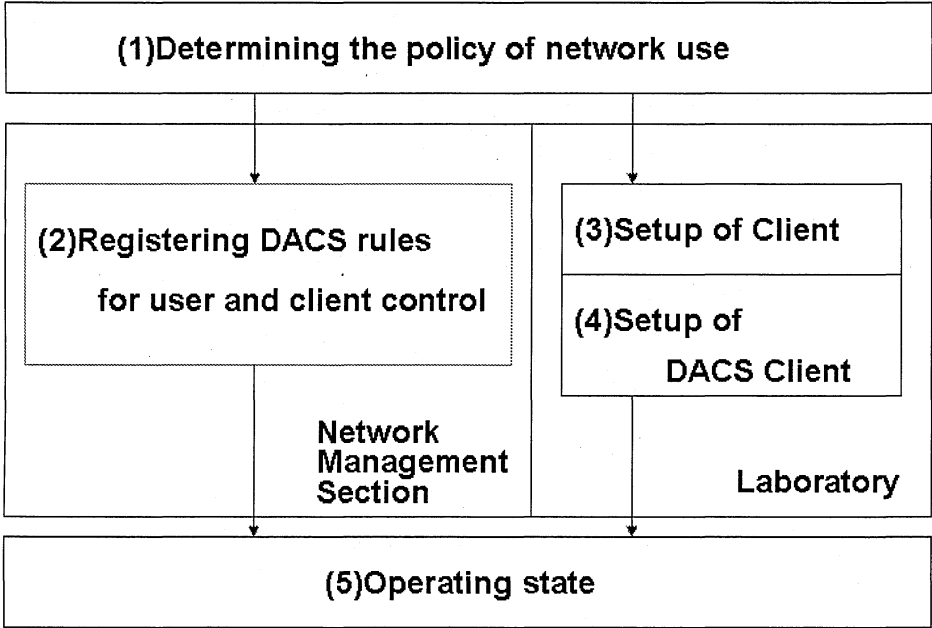 (1)Determining the policy of network use
(2)Registering DACS rules
for user and client control
Network
Management
Section
(3)Setup of Client
(4)Setup of
DACS Client
Laboratory
(5)Operating state